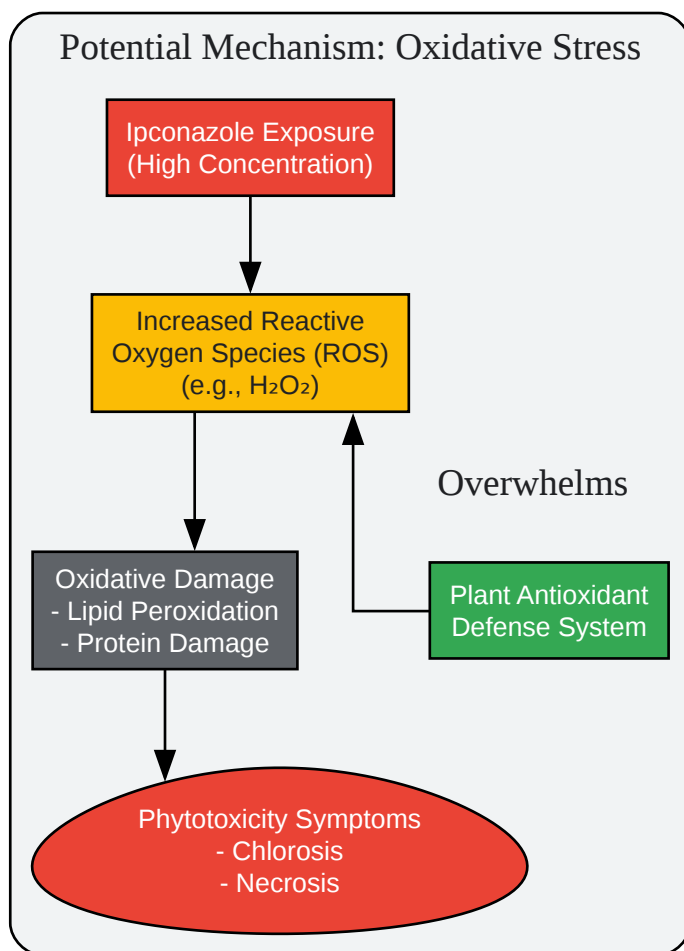 Potential Mechanism: Oxidative Stress
Ipconazole Exposure
(High Concentration)
Increased Reactive
Oxygen Species (ROS)
(e.g., H₂O₂)
Overwhelms
Oxidative Damage
- Lipid Peroxidation
- Protein Damage
Plant Antioxidant
Defense System
Phytotoxicity Symptoms
- Chlorosis
- Necrosis